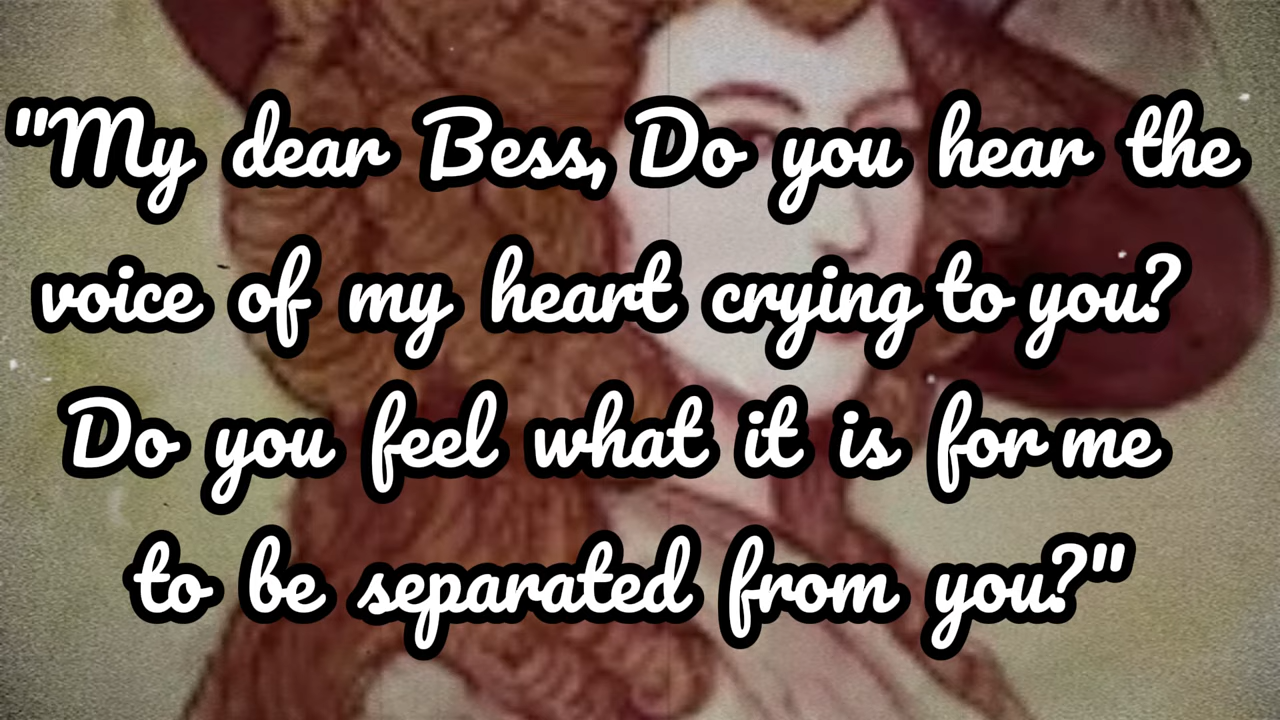 "My dear Bess, Do you hear the
voice of my heart crying to you?
Do you feel what it is for me
to be separated from you?"